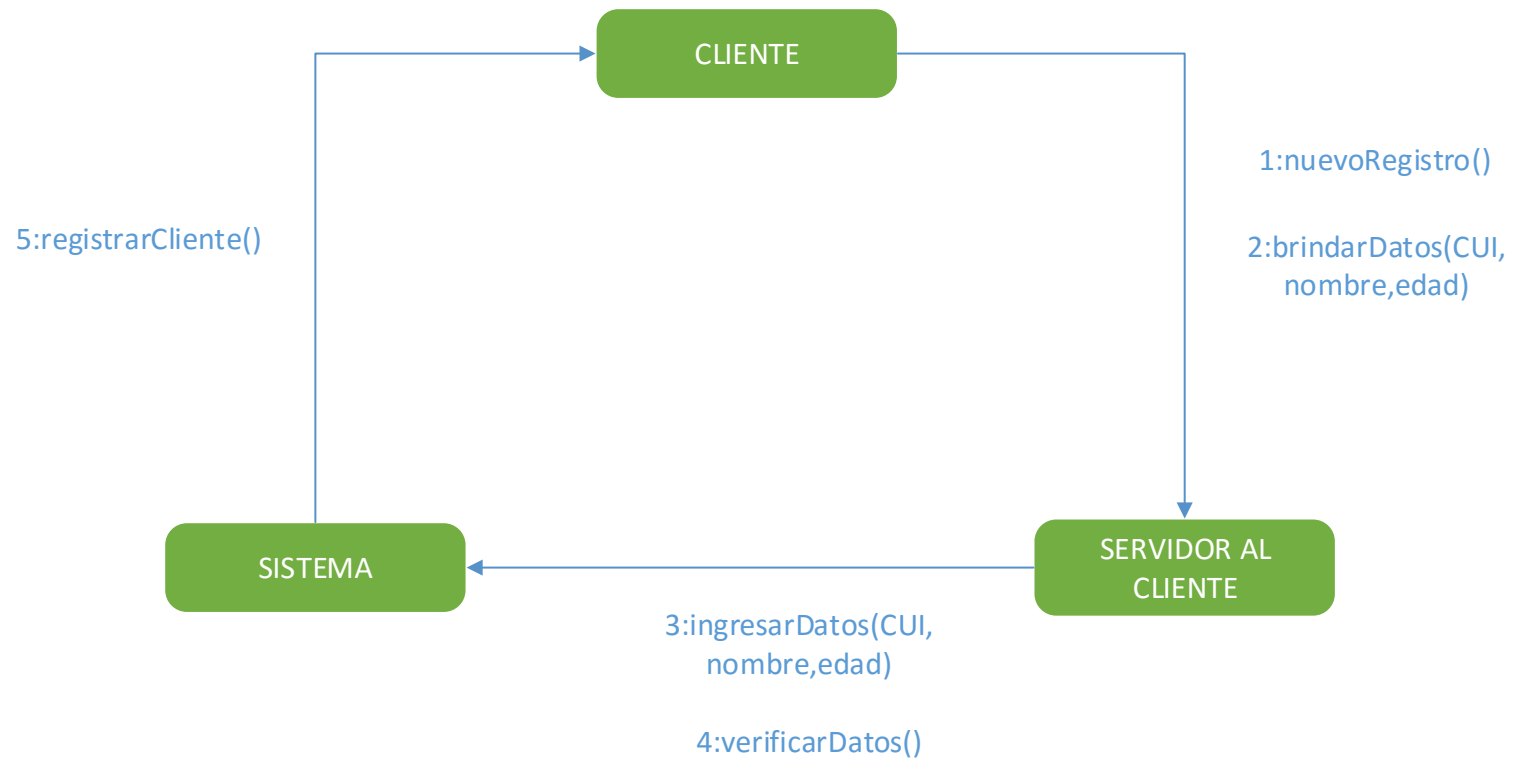 CLIENTE
1:nuevoRegistro()
5:registrarCliente()
2:brindarDatos(CUI,
nombre,edad)
SISTEMA
SERVIDOR AL
CLIENTE
3:ingresarDatos(CUI,
nombre,edad)
4:verificarDatos()